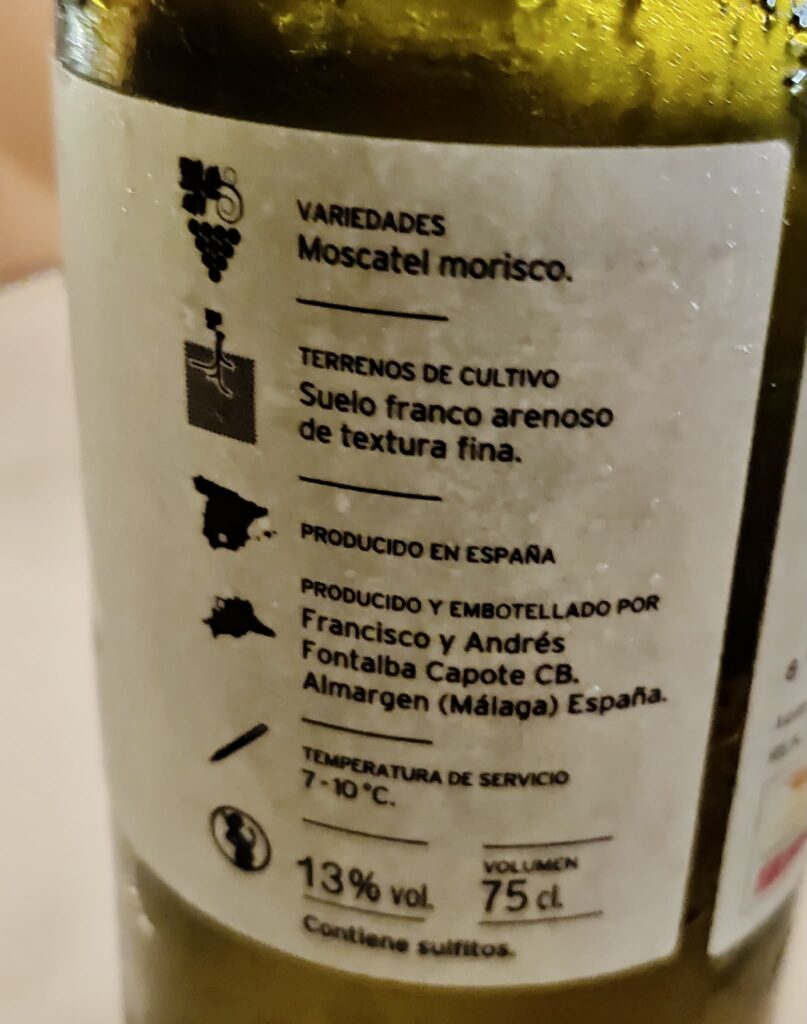 VARIEDADES
Moscatel morisco.
TERRENOS DE CULTIVO
Suelo franco arenoso
de textura fina.
PRODUCIDO EN ESPAÑA
PRODUCIDO Y EMBOTELLADO POR
Francisco y Andrés
Fontalba Capote CB.
Almargen (Málaga) España.
TEMPERATURA DE SERVICIO
7-10 °C.
13% vol.
VOLUMEN
75 cl.
Contiene sulfitos.
8